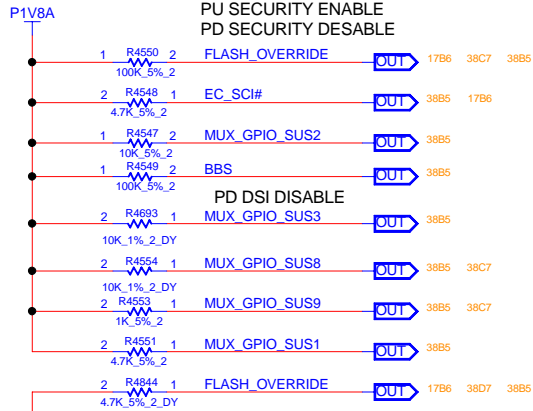 PU SECURITY ENABLE
P1V8A
PD SECURITY DESABLE
1 R4550 2 FLASH_OVERRIDE OUT 17B6 38C7 38B5
100K_5%_2
2 R4548 1 EC_SCI# OUT 38B5 17B6
4.7K_5%_2
1 R4547 2 MUX_GPIO_SUS2 OUT 38B5
10K_5%_2
1 R4549 2 BBS OUT 38B5
100K_5%_2
PD DSI DISABLE
2 R4693 1 MUX_GPIO_SUS3 OUT 38B5
10K_1%_2_DY
2 R4554 1 MUX_GPIO_SUS8 OUT 38B5 38C7
10K_1%_2_DY
2 R4553 1 MUX_GPIO_SUS9 OUT 38B5 38C7
1K_5%_2
2 R4551 1 MUX_GPIO_SUS1 OUT 38B5
4.7K_5%_2
2 R4844 1 FLASH_OVERRIDE OUT 17B6 38D7 38B5
4.7K_5%_2_DY